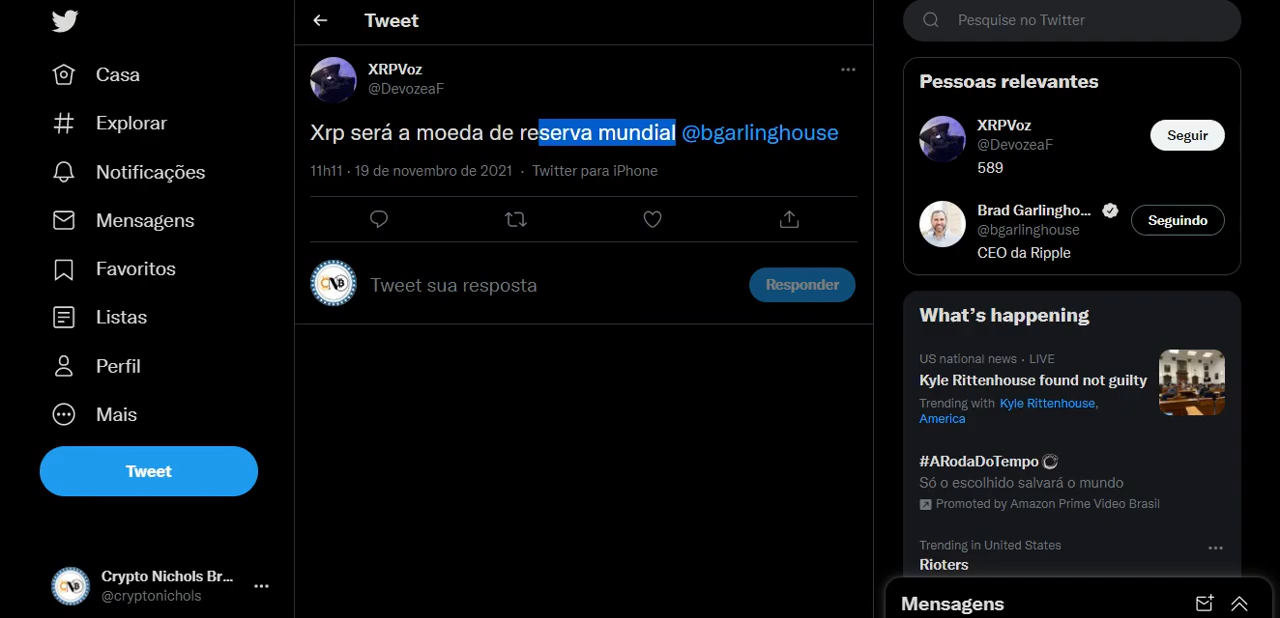 Casa
Explorar
Notificações
Mensagens
Favoritos
Listas
Perfil
Mais
Tweet
Crypto Nichols Br...
@cryptonichols
Tweet
XRPVoz
@DevozeaF
Xrp será a moeda de reserva mundial @bgarlinghouse
11h11 · 19 de novembro de 2021 · Twitter para iPhone
Tweet sua resposta
Responder
Pesquise no Twitter
Pessoas relevantes
XRPVoz
@DevozeaF
Seguir
589
Brad Garlingho...
@bgarlinghouse
Seguindo
CEO da Ripple
What's happening
US national news · LIVE
Kyle Rittenhouse found not guilty
Trending with Kyle Rittenhouse,
America
#ARodaDoTempo
Só o escolhido salvará o mundo
Promoted by Amazon Prime Video Brasil
Trending in United States
Rioters
Mensagens